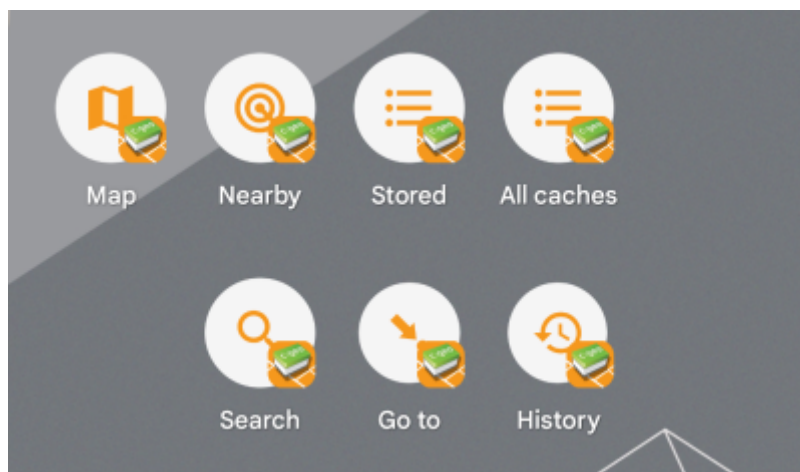 Map
Nearby
Stored
All caches
Search
Go to
History